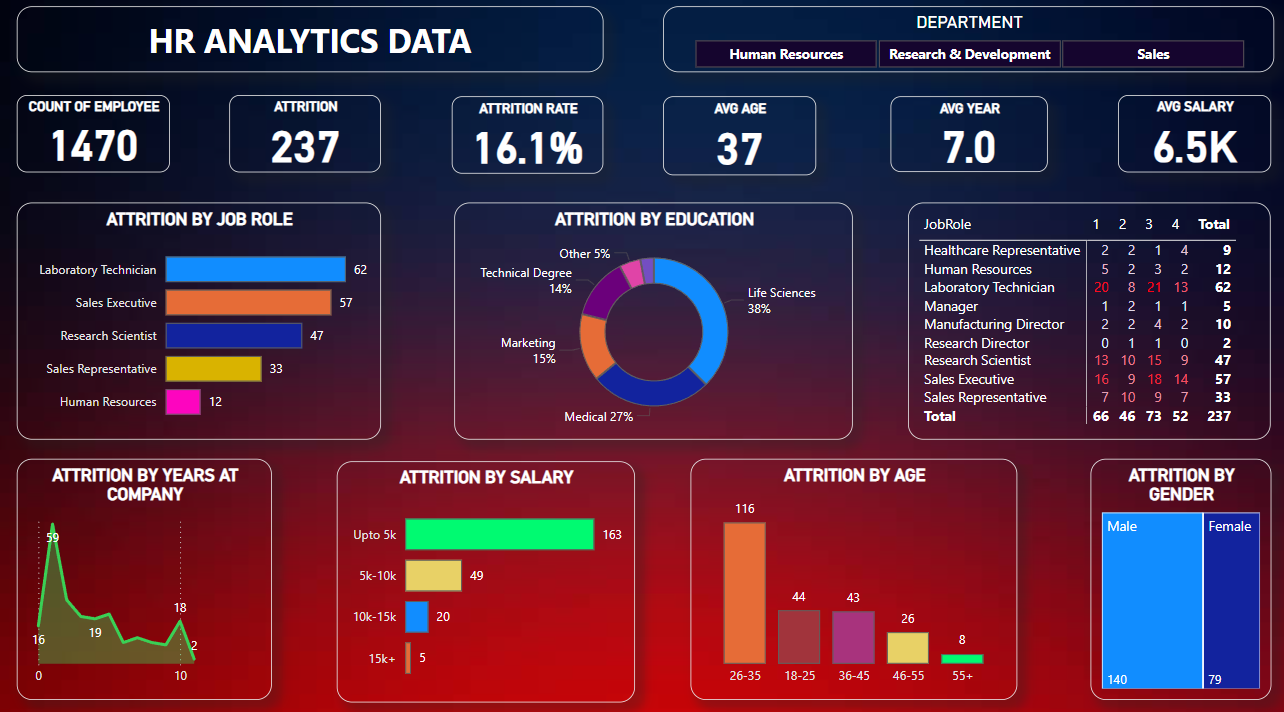 HR ANALYTICS DATA
DEPARTMENT
Human Resources
Research & Development
Sales
COUNT OF EMPLOYEE
1470
ATTRITION
237
ATTRITION RATE
16.1%
AVG AGE
37
AVG YEAR
7.0
AVG SALARY
6.5K
ATTRITION BY JOB ROLE
Laboratory Technician 62
Sales Executive 57
Research Scientist 47
Sales Representative 33
Human Resources 12
ATTRITION BY EDUCATION
Other 5%
Technical Degree
14%
Life Sciences
38%
Marketing
15%
Medical 27%
JobRole 1 2 3 4 Total
Healthcare Representative 2 2 1 4 9
Human Resources 5 2 3 2 12
Laboratory Technician 20 8 21 13 62
Manager 1 2 1 1 5
Manufacturing Director 2 2 4 2 10
Research Director 0 1 1 0 2
Research Scientist 13 10 15 9 47
Sales Executive 16 9 18 14 57
Sales Representative 7 10 9 7 33
Total 66 46 73 52 237
ATTRITION BY YEARS AT
COMPANY
59
18
19
16
2
0 10
ATTRITION BY SALARY
Upto 5k 163
5k-10k 49
10k-15k 20
15k+ 5
ATTRITION BY AGE
116
44
43
26
8
26-35 18-25 36-45 46-55 55+
ATTRITION BY
GENDER
Male Female
140 79